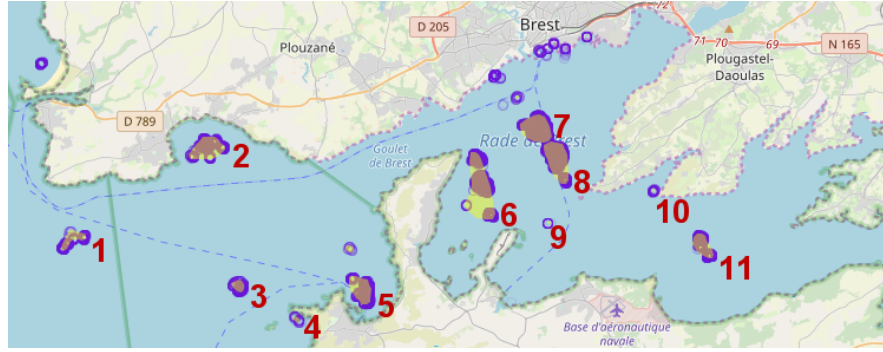 D 205
Brest
Plouzané
71
70
69
N 165
Plougastel-
Daoulas
D 789
Goulet
de Brest
Rade de Brest
7
2
8
10
6
9
1
11
3
5
4
Base d'aéronautique
navale